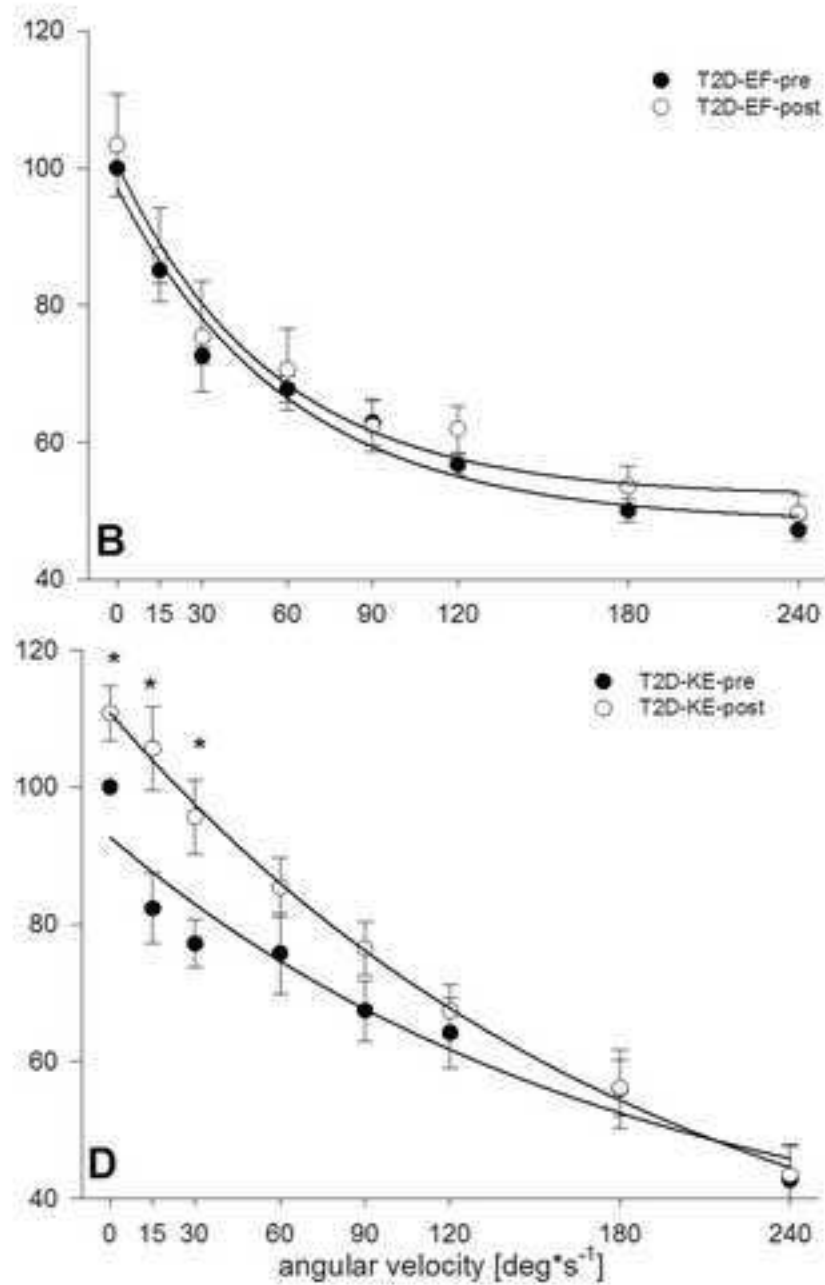 120
T2D-EF-pre
T2D-EF-post
100
80
60
B
40
0 15 30 60 90 120 180 240
120
* * *
T2D-KE-pre
T2D-KE-post
100
80
60
D
40
0 15 30 60 90 120 180 240
angular velocity [deg*s⁻¹]